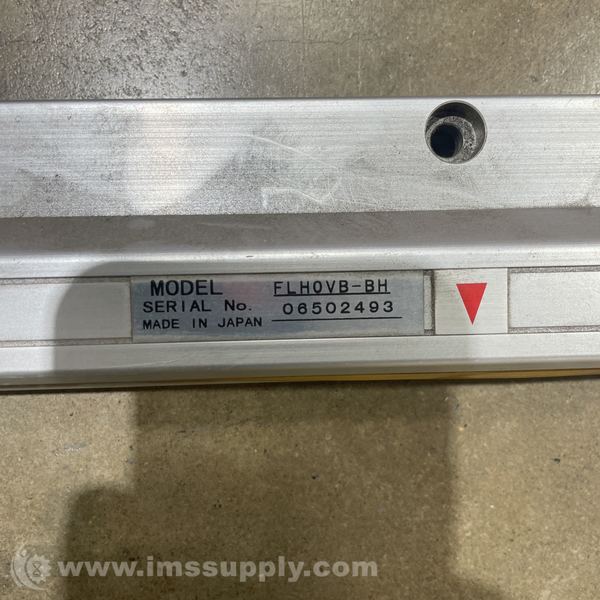 MODEL FLH0VB-BH
SERIAL No. 06502493
MADE IN JAPAN
www.imssupply.com